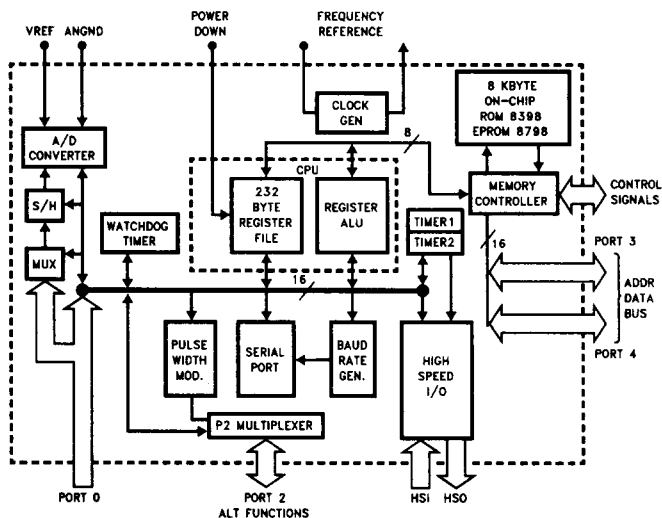 VREF ANGND
POWER
DOWN
FREQUENCY
REFERENCE
CLOCK
GEN
8 KBYTE
ON-CHIP
ROM 8398
EPROM 8798
A/D
CONVERTER
8
CPU
S/H
WATCHDOG
TIMER
232
BYTE
REGISTER
FILE
REGISTER
ALU
TIMER1
TIMER2
MEMORY
CONTROLLER
CONTROL
SIGNALS
MUX
16
16
PORT 3
ADDR
DATA
BUS
PORT 4
PULSE
WIDTH
MOD.
SERIAL
PORT
BAUD
RATE
GEN.
HIGH
SPEED
I/O
P2 MULTIPLEXER
PORT 0
PORT 2
ALT FUNCTIONS
HSI
HSO